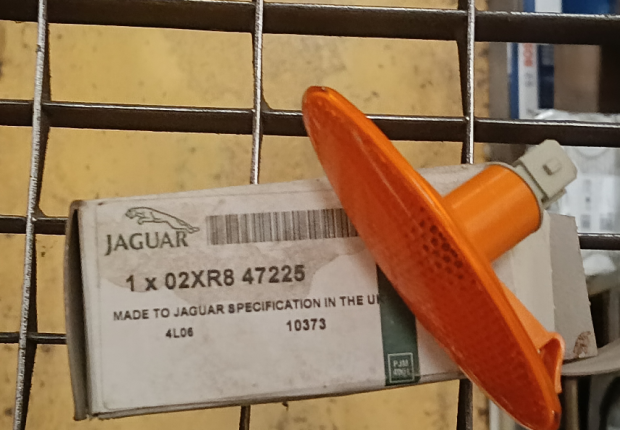 JAGUAR
1 x 02XR8 47225
MADE TO JAGUAR SPECIFICATION IN THE UK
4L06 10373